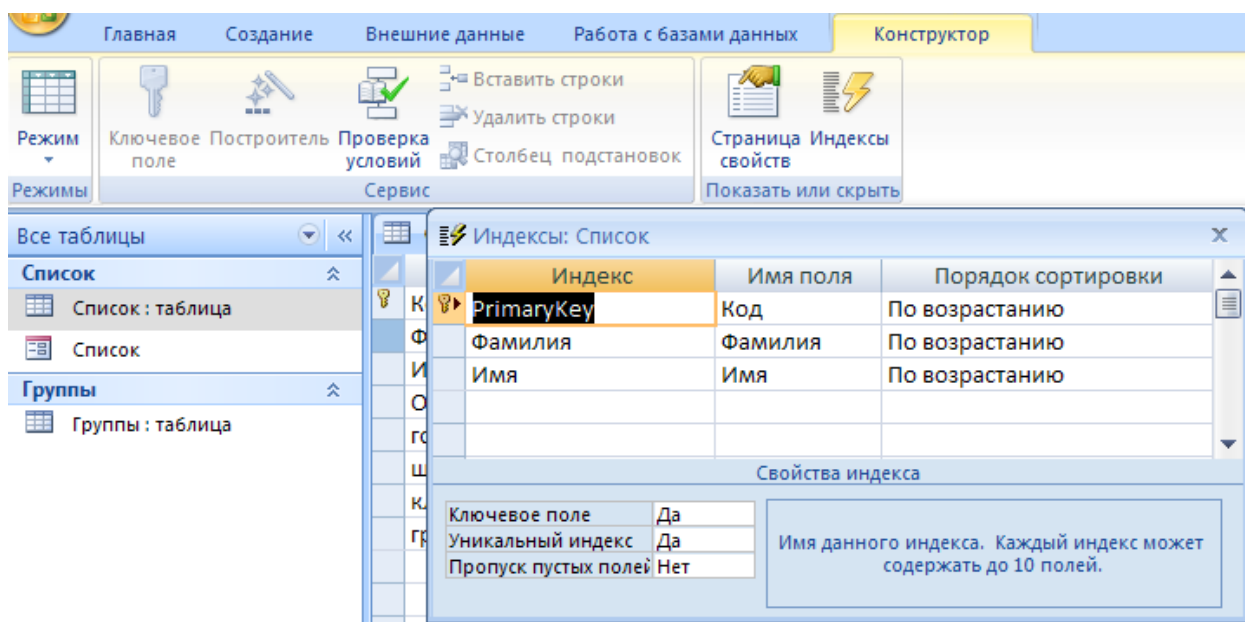 Главная Создание Внешние данные Работа с базами данных Конструктор
Режим
Ключевое поле
Построитель
Проверка условий
Вставить строки
Удалить строки
Столбец подстановок
Страница свойств
Индексы
Режимы Сервис Показать или скрыть
Все таблицы
Список
Список : таблица
Список
Группы
Группы : таблица
Индексы: Список
Индекс Имя поля Порядок сортировки
PrimaryKey Код По возрастанию
Фамилия Фамилия По возрастанию
Имя Имя По возрастанию
Свойства индекса
Ключевое поле Да
Уникальный индекс Да
Пропуск пустых полей Нет
Имя данного индекса. Каждый индекс может
содержать до 10 полей.